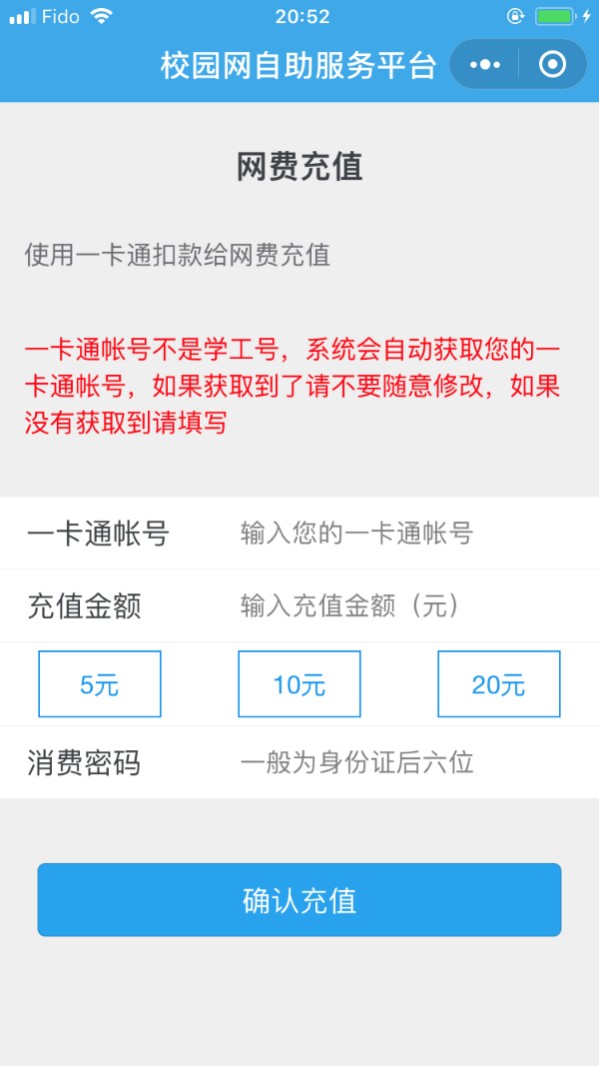 Fido 20:52
校园网自助服务平台
网费充值
使用一卡通扣款给网费充值
一卡通帐号不是学工号，系统会自动获取您的一
卡通帐号，如果获取到了请不要随意修改，如果
没有获取到请填写
一卡通帐号 输入您的一卡通帐号
充值金额 输入充值金额（元）
5元 10元 20元
消费密码 一般为身份证后六位
确认充值